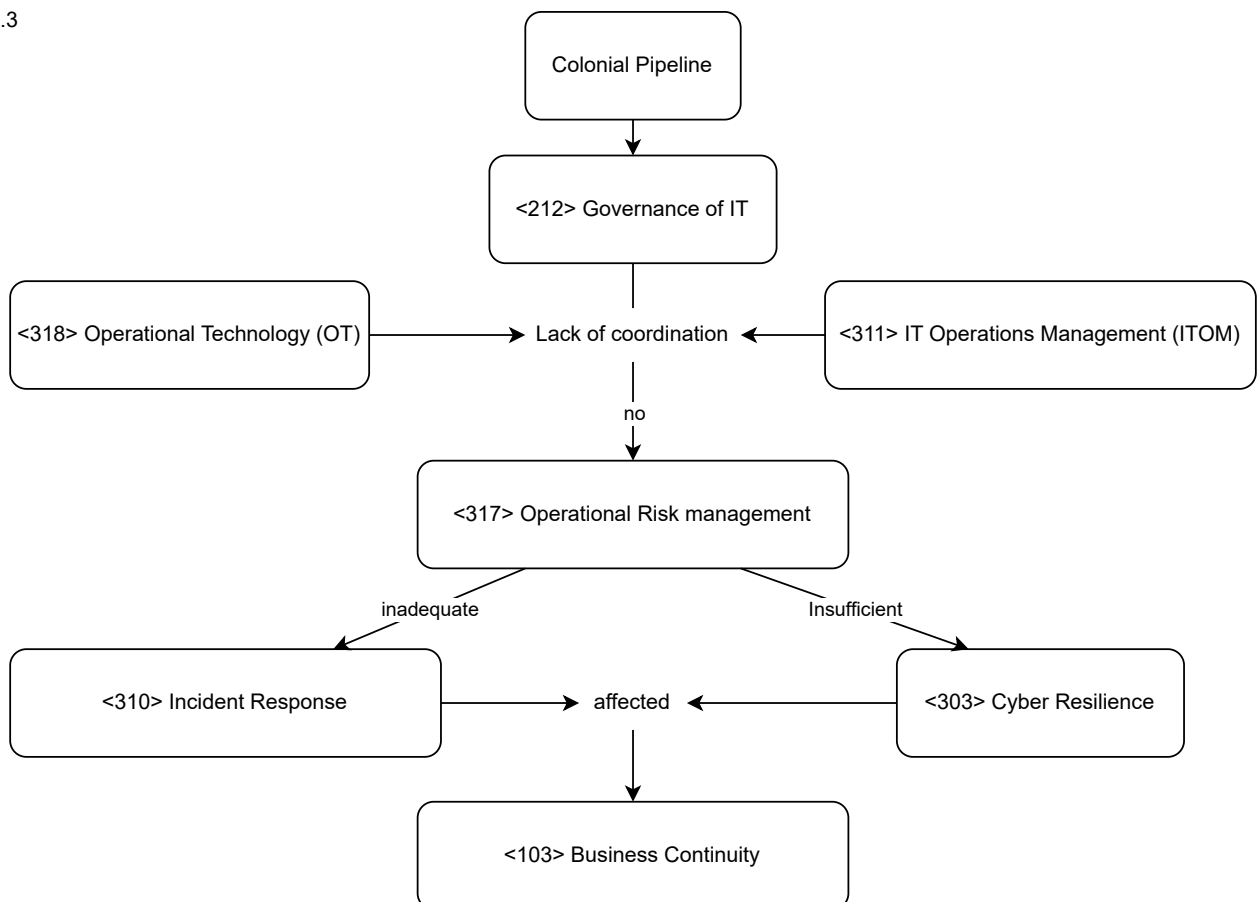 .3
Colonial Pipeline
<212> Governance of IT
<318> Operational Technology (OT)
Lack of coordination
<311> IT Operations Management (ITOM)
no
<317> Operational Risk management
inadequate
Insufficient
<310> Incident Response
affected
<303> Cyber Resilience
<103> Business Continuity